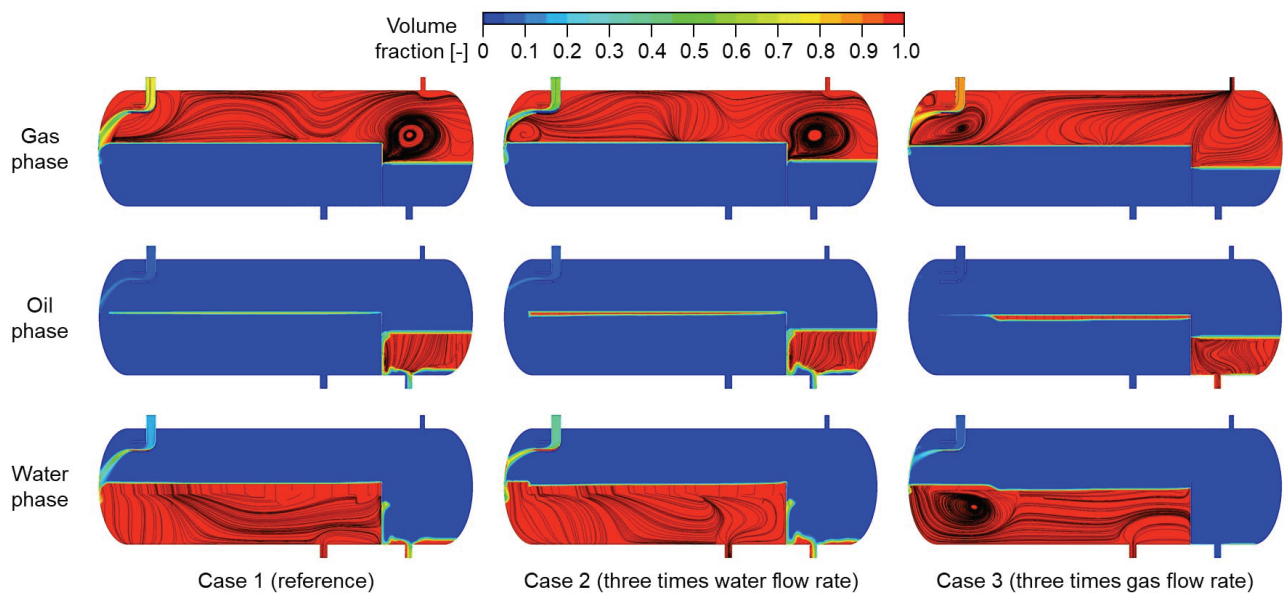 Volume
fraction [-]
0 0.1 0.2 0.3 0.4 0.5 0.6 0.7 0.8 0.9 1.0
Gas
phase
Oil
phase
Water
phase
Case 1 (reference)
Case 2 (three times water flow rate)
Case 3 (three times gas flow rate)